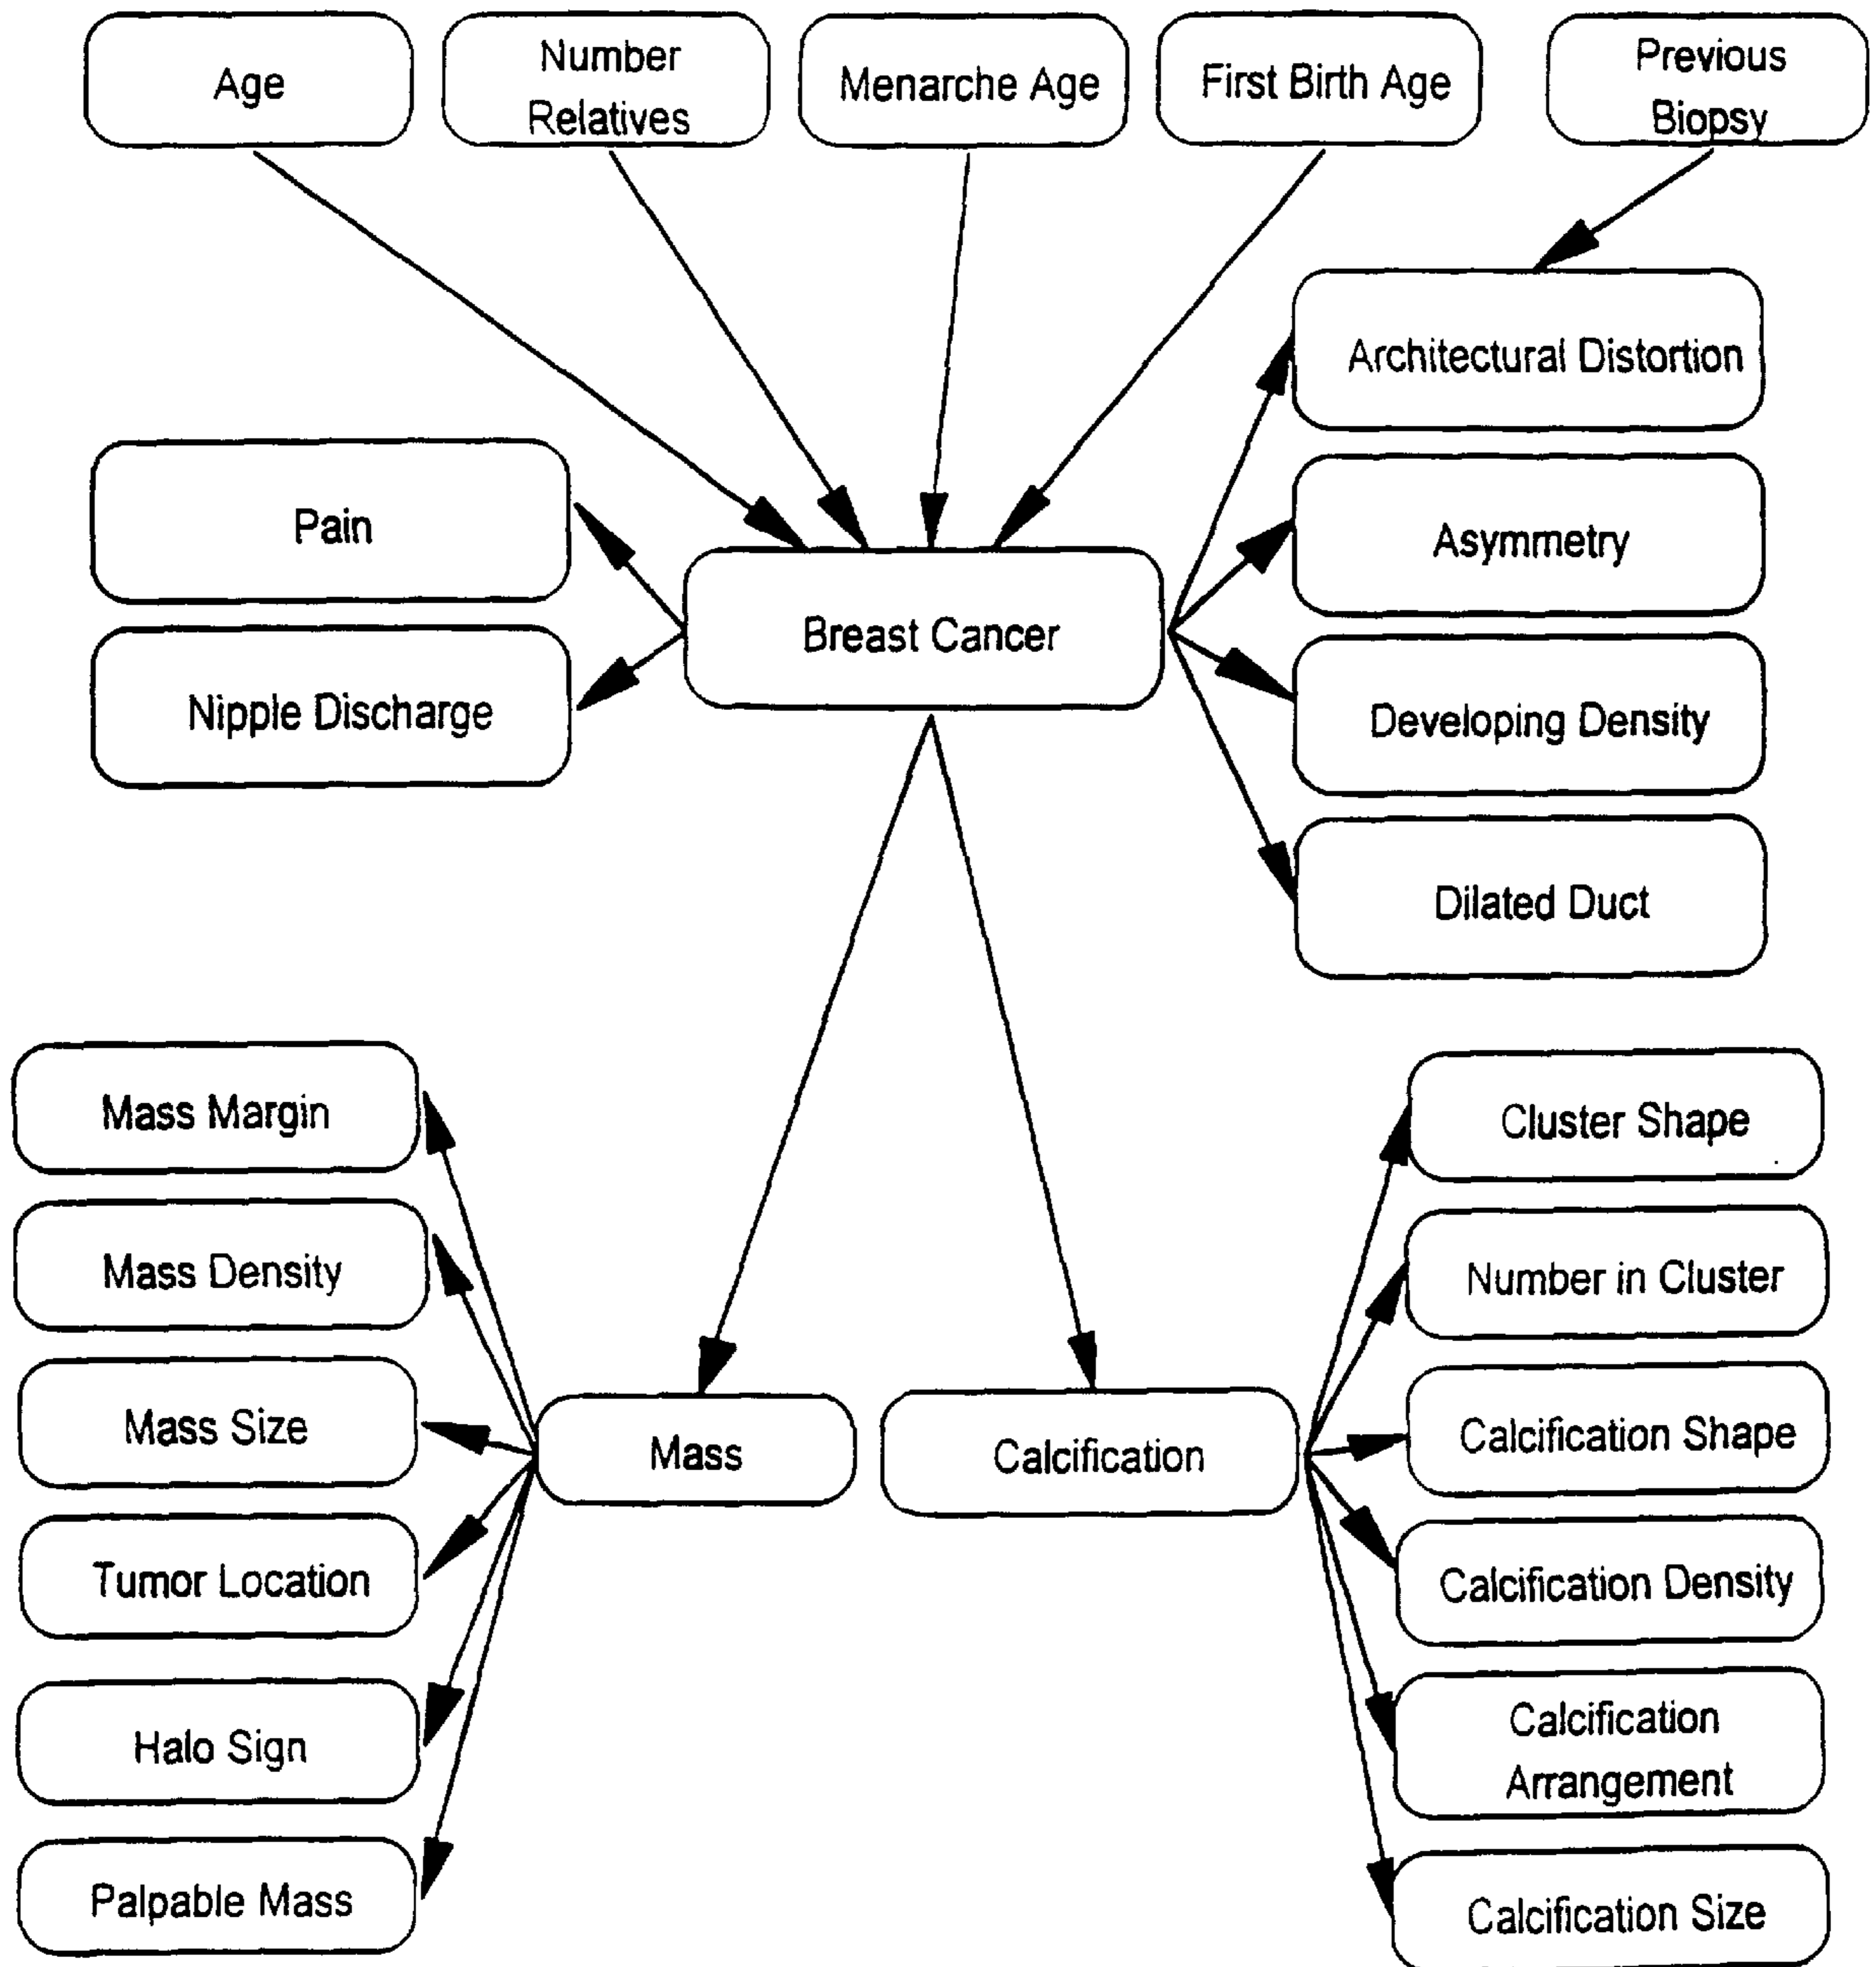 Age
Number
Relatives
Menarche Age
First Birth Age
Previous
Biopsy
Architectural Distortion
Pain
Asymmetry
Breast Cancer
Nipple Discharge
Developing Density
Dilated Duct
Mass Margin
Cluster Shape
Mass Density
Number in Cluster
Mass Size
Mass
Calcification
Calcification Shape
Tumor Location
Calcification Density
Halo Sign
Calcification
Arrangement
Palpable Mass
Calcification Size